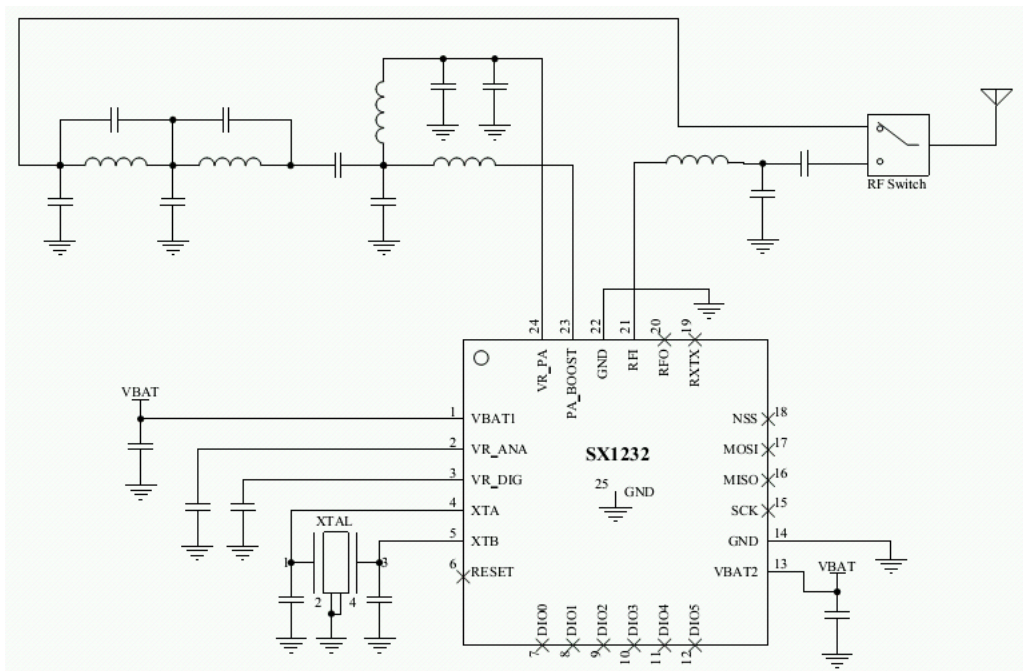 RF Switch
24
23
22
21
20
19
VR_PA
PA_BOOST
GND
RFI
RFO
RXTX
VBAT
1 VBAT1
2 VR_ANA
3 VR_DIG
4 XTA
5 XTB
6 RESET
SX1232
25 GND
NSS 18
MOSI 17
MISO 16
SCK 15
GND 14
VBAT2 13
VBAT
XTAL
1
3
2 4
DIO0
DIO1
DIO2
DIO3
DIO4
DIO5
7
8
9
10
11
12